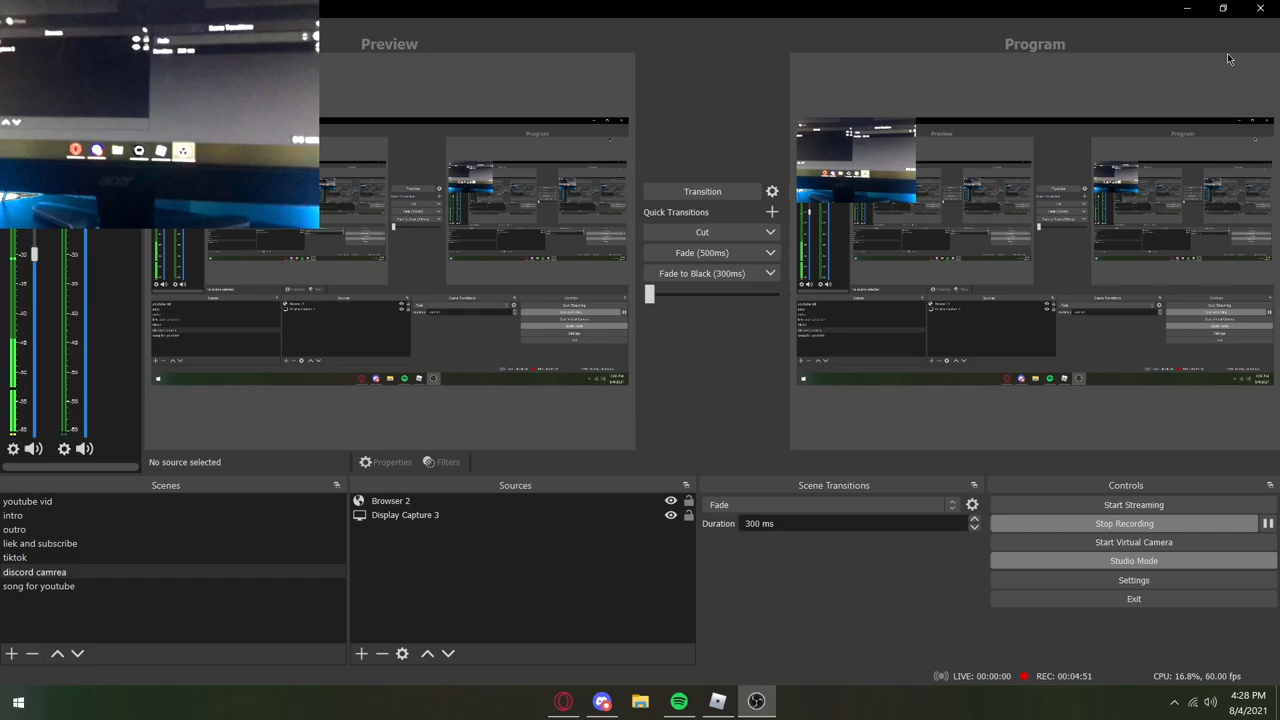 Preview
Program
Transition
Quick Transitions
Cut
Fade (500ms)
Fade to Black (300ms)
No source selected
Properties
Filters
Scenes
youtube vid
intro
outro
liek and subscribe
tiktok
discord camrea
song for youtube
Sources
Browser 2
Display Capture 3
Scene Transitions
Fade
Duration 300 ms
Controls
Start Streaming
Stop Recording
Start Virtual Camera
Studio Mode
Settings
Exit
LIVE: 00:00:00
REC: 00:04:51
CPU: 16.8%, 60.00 fps
4:28 PM
8/4/2021